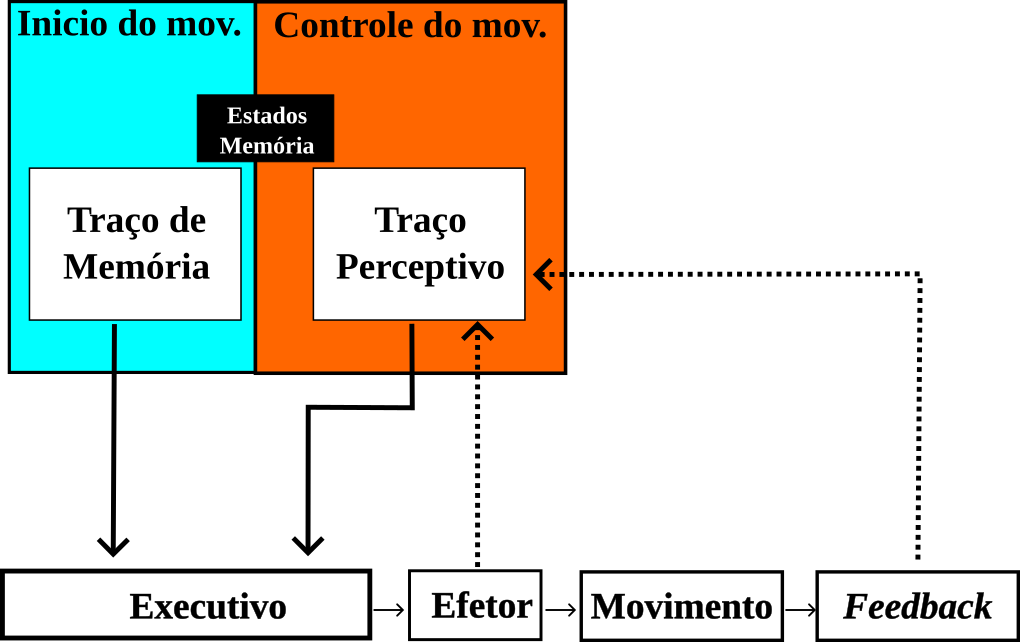 Inicio do mov.
Controle do mov.
Estados
Memória
Traço de
Memória
Traço
Perceptivo
Executivo
Efetor
Movimento
Feedback